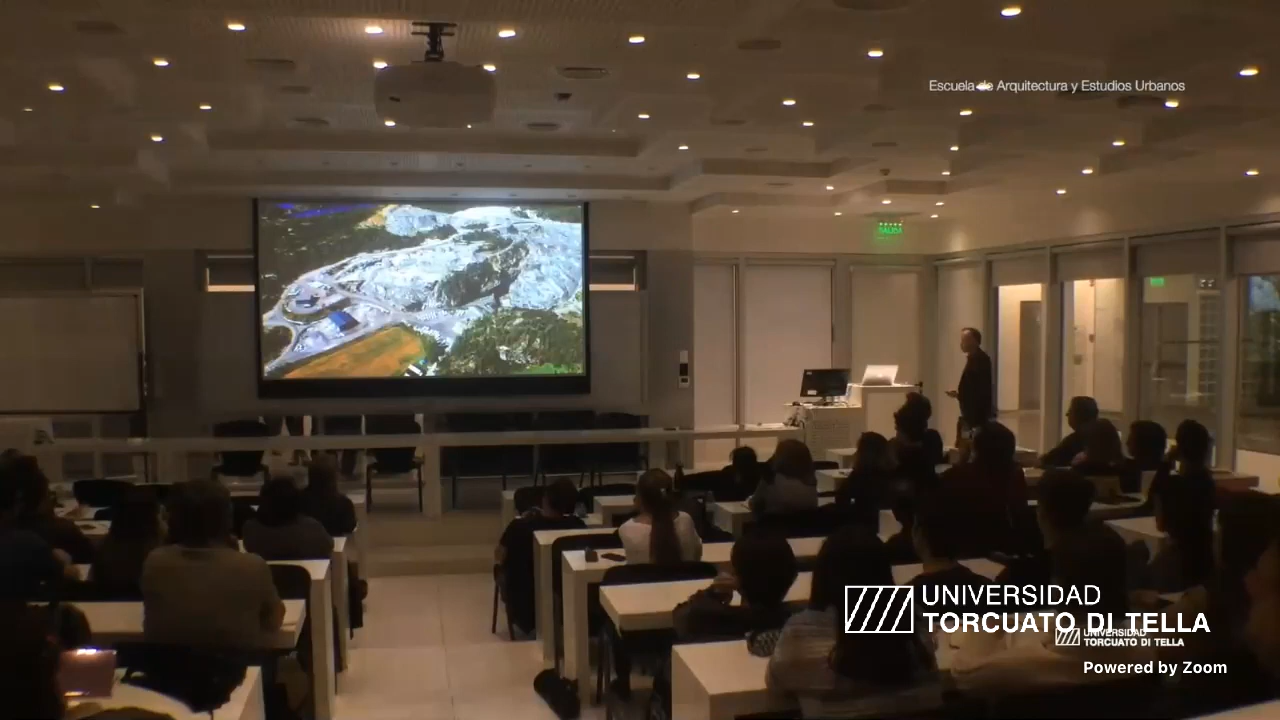 Escuela de Arquitectura y Estudios Urbanos
SALIDA
UNIVERSIDAD
TORCUATO DI TELLA
UNIVERSIDAD
TORCUATO DI TELLA
Powered by Zoom